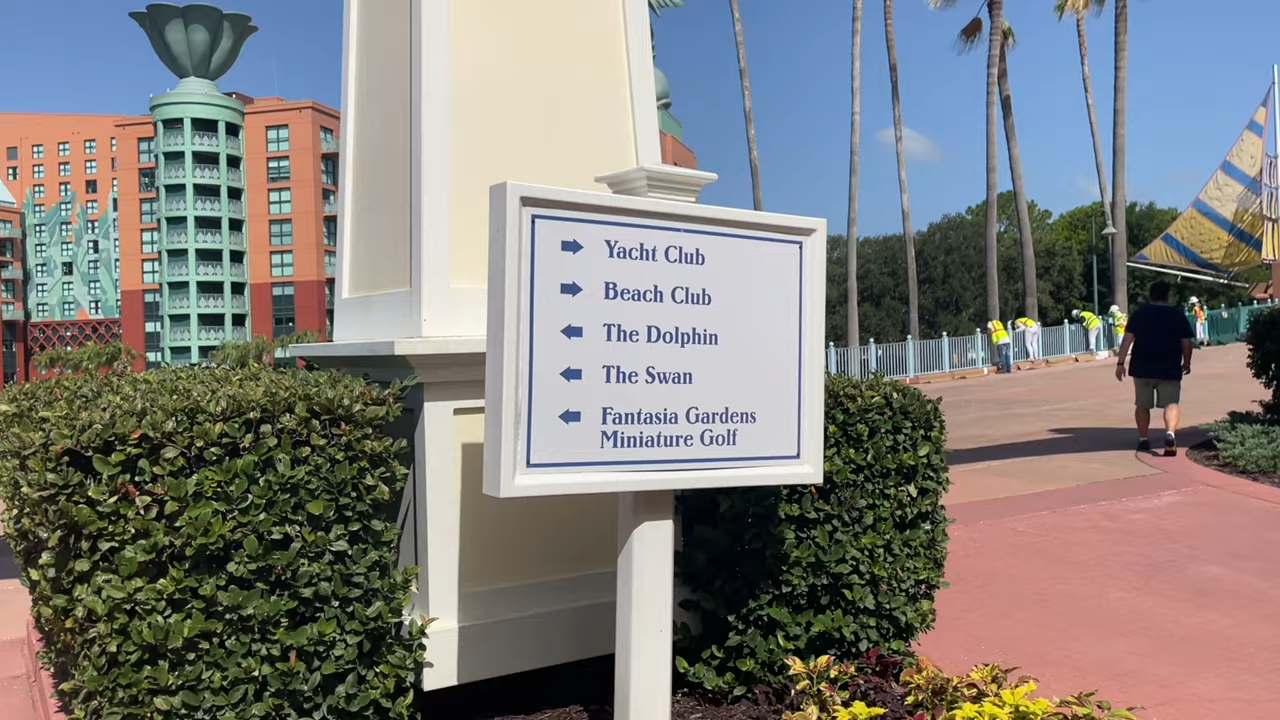 Yacht Club
Beach Club
The Dolphin
The Swan
Fantasia Gardens
Miniature Golf